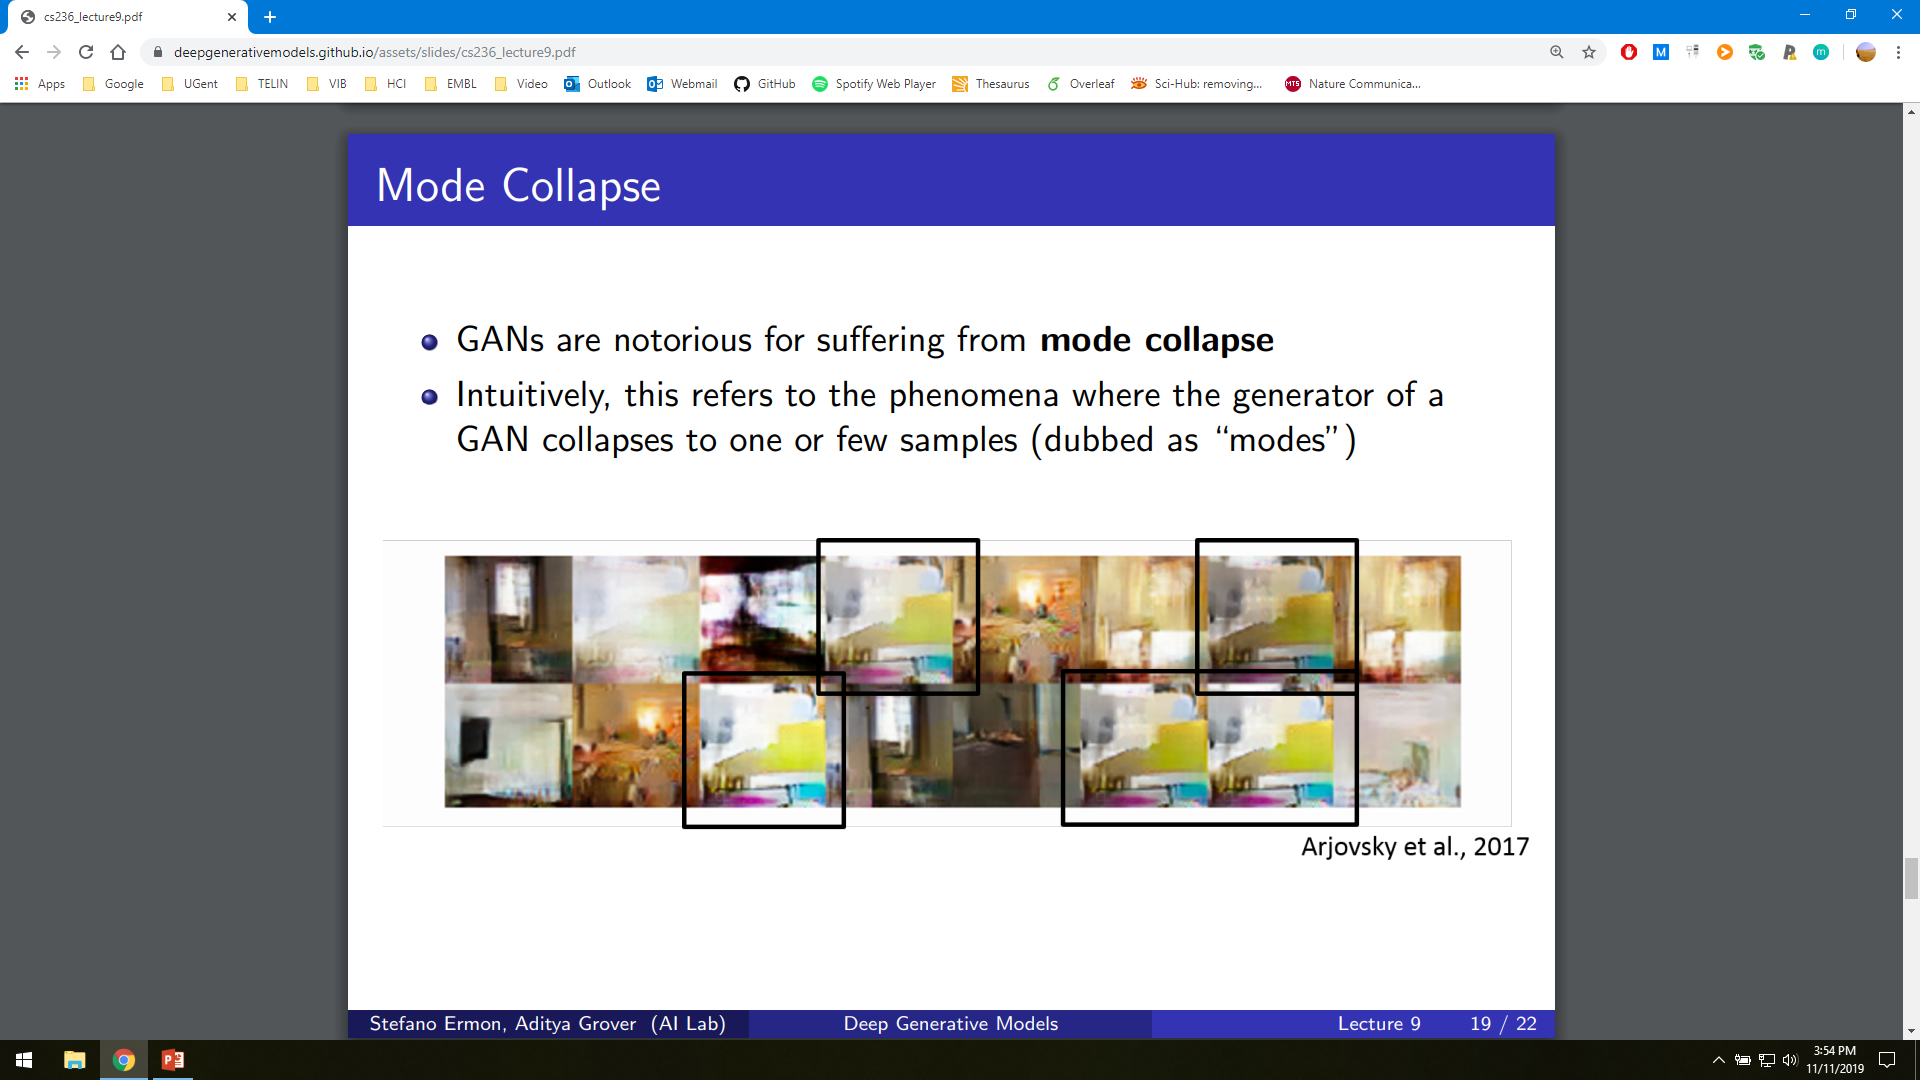 cs236_lecture9.pdf
deepgenerativemodels.github.io/assets/slides/cs236_lecture9.pdf
Apps Google UGent TELIN VIB HCI EMBL Video Outlook Webmail GitHub Spotify Web Player Thesaurus Overleaf Sci-Hub: removing... Nature Communica...
Mode Collapse
GANs are notorious for suffering from mode collapse
Intuitively, this refers to the phenomena where the generator of a
GAN collapses to one or few samples (dubbed as “modes”)
Arjovsky et al., 2017
Stefano Ermon, Aditya Grover (AI Lab) Deep Generative Models Lecture 9 19 / 22
3:54 PM
11/11/2019